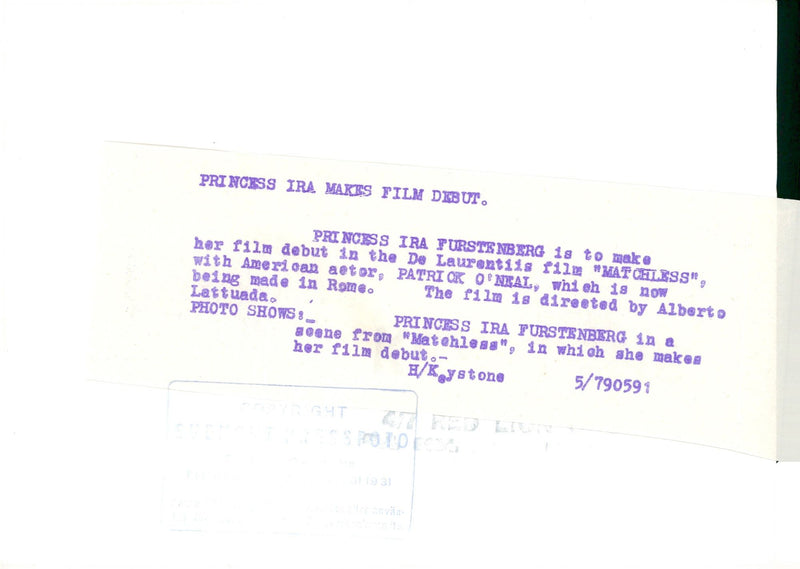 PRINCESS IRA MAKES FILM DEBUT.
PRINCESS IRA FURSTENBERG is to make
her film debut in the De Laurentiis film "MATCHLESS",
with American actor, PATRICK O'NEAL, which is now
being made in Rome. The film is directed by Alberto
Lattuada.
PHOTO SHOWS:_
PRINCESS IRA FURSTENBERG in a
scene from "Matchless", in which she makes
her film debut.-
H/Keystone 5/790591
RED LION